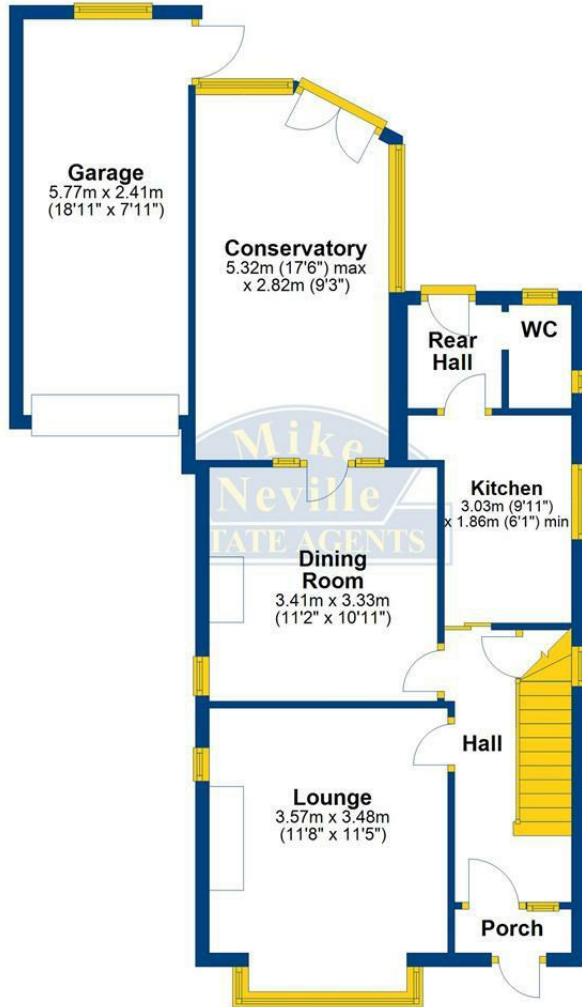 Garage
5.77m x 2.41m
(18'11" x 7'11")
Conservatory
5.32m (17'6") max
x 2.82m (9'3")
Rear
Hall
WC
Mike
Neville
ESTATE AGENTS
Kitchen
3.03m (9'11")
x 1.86m (6'1") min
Dining
Room
3.41m x 3.33m
(11'2" x 10'11")
Hall
Lounge
3.57m x 3.48m
(11'8" x 11'5")
Porch